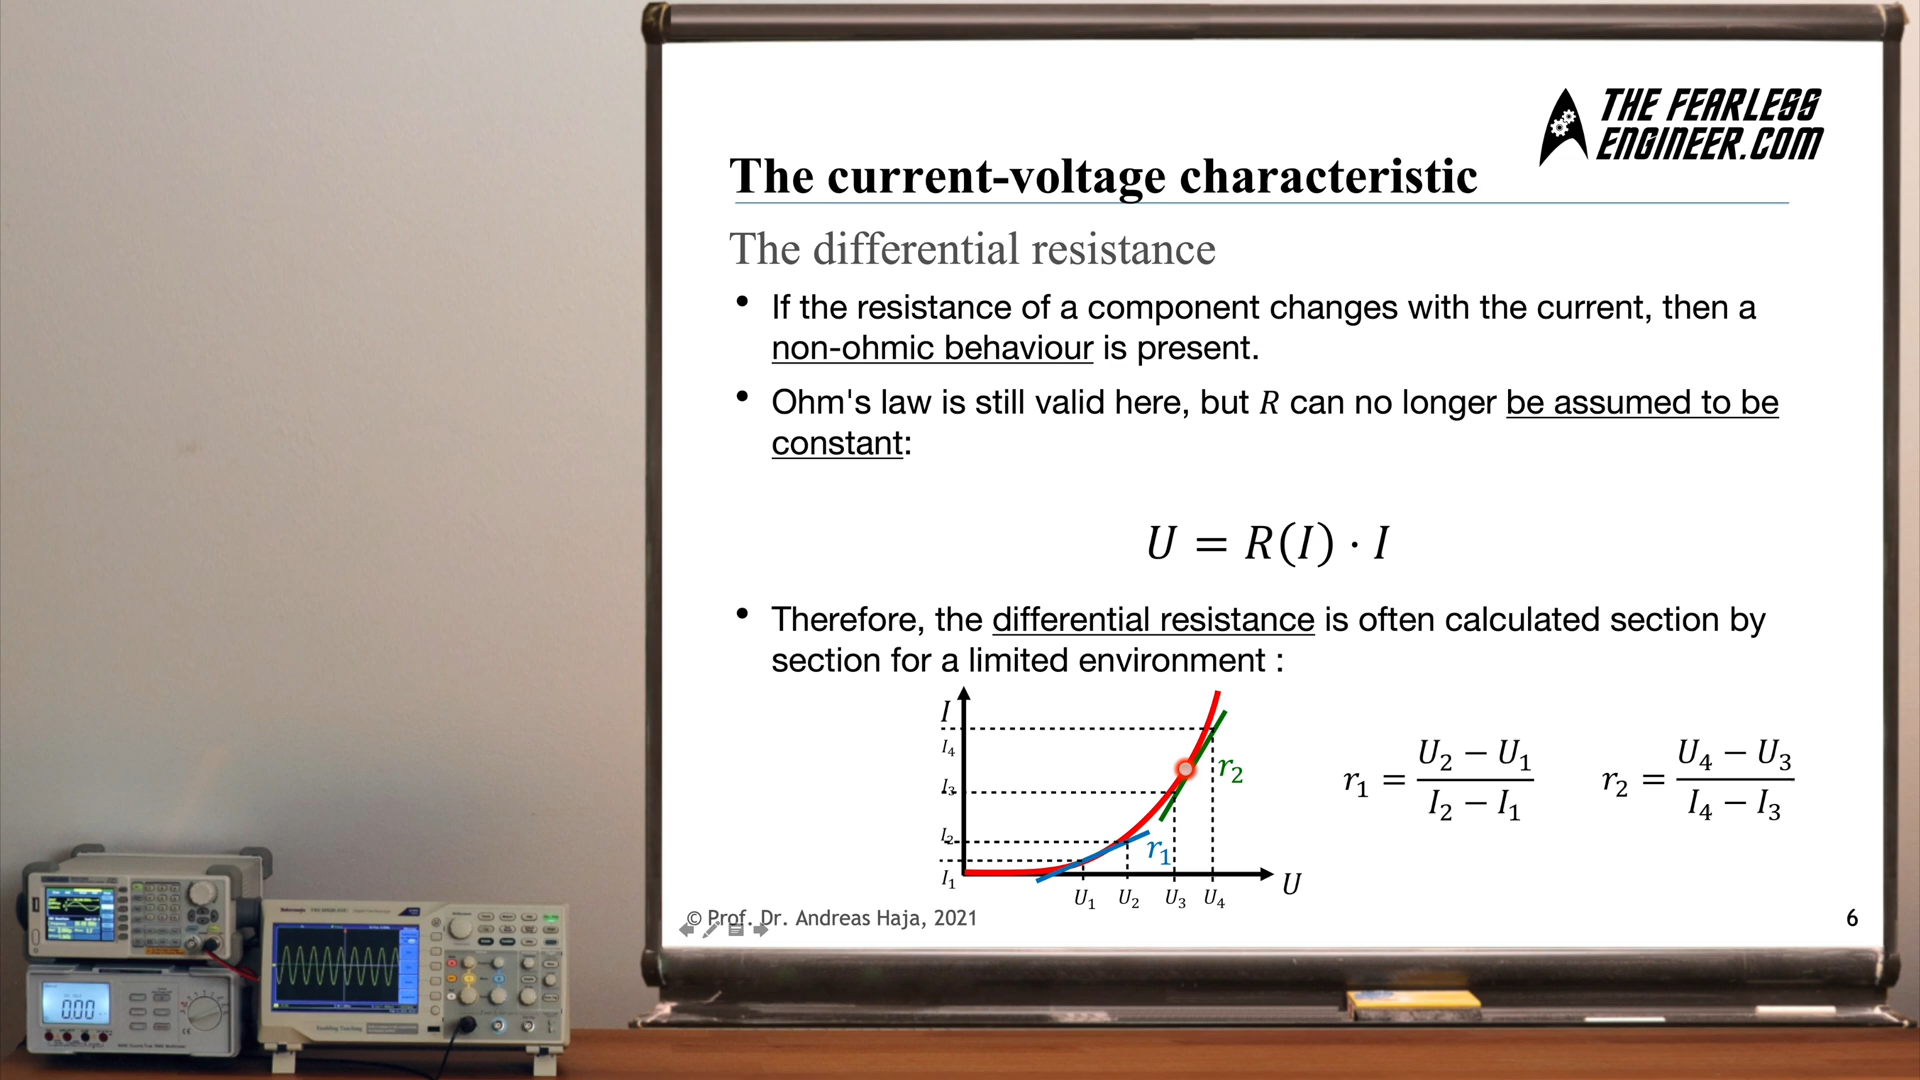 THE FEARLESS
ENGINEER.COM
The current-voltage characteristic
The differential resistance
• If the resistance of a component changes with the current, then a
non-ohmic behaviour is present.
• Ohm's law is still valid here, but R can no longer be assumed to be
constant:
U = R(I) · I
• Therefore, the differential resistance is often calculated section by
section for a limited environment :
I
I₄
I₃
I₂
I₁
r₂
r₁
U
U₁ U₂ U₃ U₄
r₁ = (U₂ − U₁) / (I₂ − I₁)
r₂ = (U₄ − U₃) / (I₄ − I₃)
© Prof. Dr. Andreas Haja, 2021
6
0.00
Tektronix